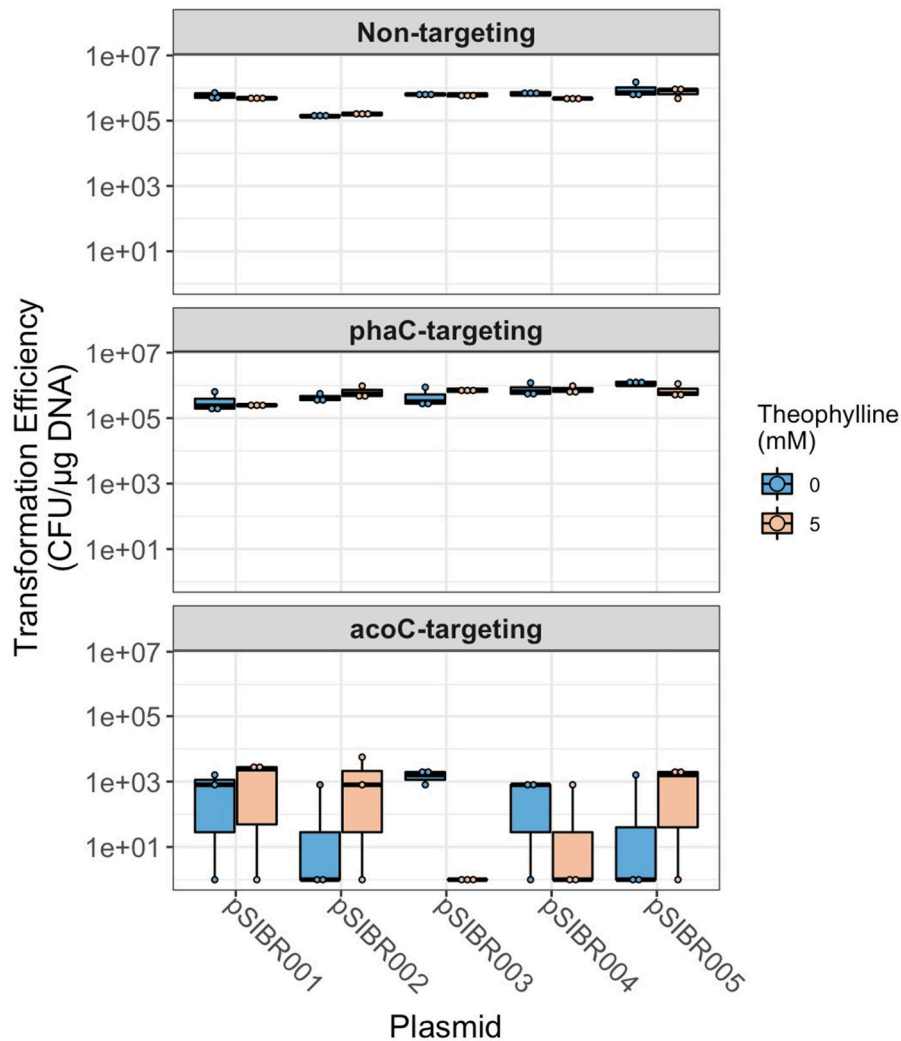 Non-targeting
1e+07
1e+05
1e+03
1e+01
phaC-targeting
1e+07
1e+05
1e+03
1e+01
acoC-targeting
1e+07
1e+05
1e+03
1e+01
Transformation Efficiency
(CFU/µg DNA)
pSIBR001
pSIBR002
pSIBR003
pSIBR004
pSIBR005
Plasmid
Theophylline
(mM)
0
5